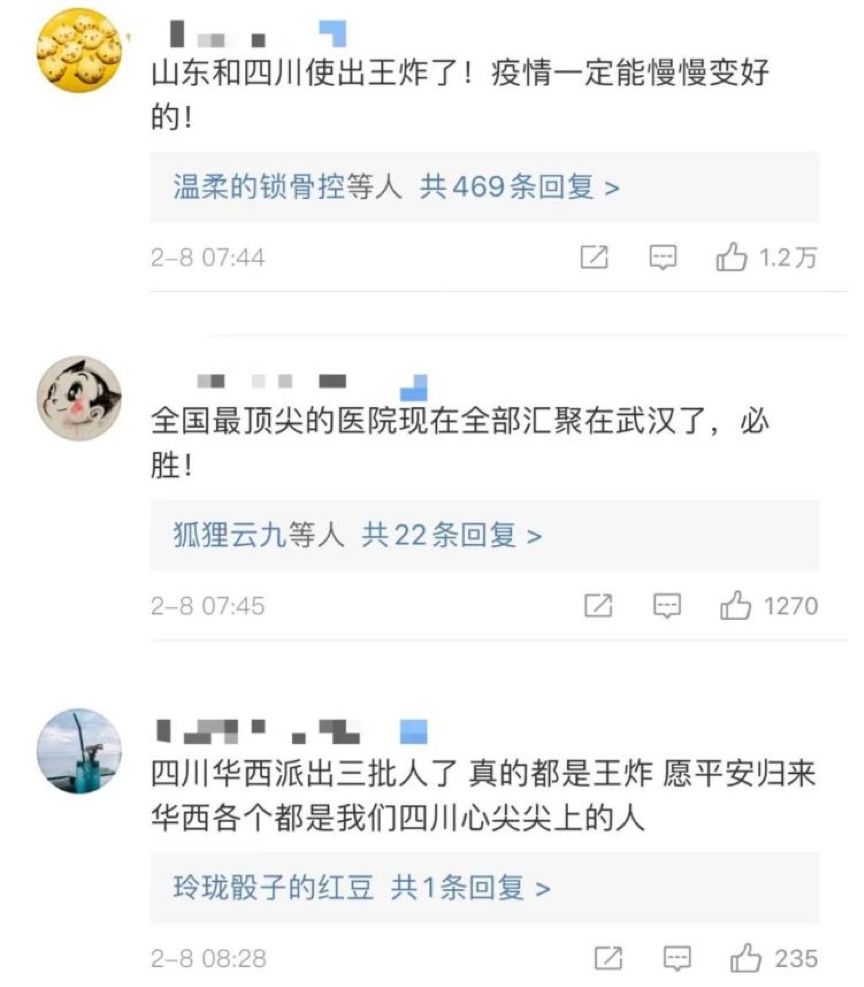 山东和四川使出王炸了！疫情一定能慢慢变好
的！
温柔的锁骨控等人 共469条回复 >
2-8 07:44
1.2万
全国最顶尖的医院现在全部汇聚在武汉了，必
胜！
狐狸云九等人 共22条回复 >
2-8 07:45
1270
四川华西派出三批人了 真的都是王炸 愿平安归来
华西各个都是我们四川心尖尖上的人
玲珑骰子的红豆 共1条回复 >
2-8 08:28
235